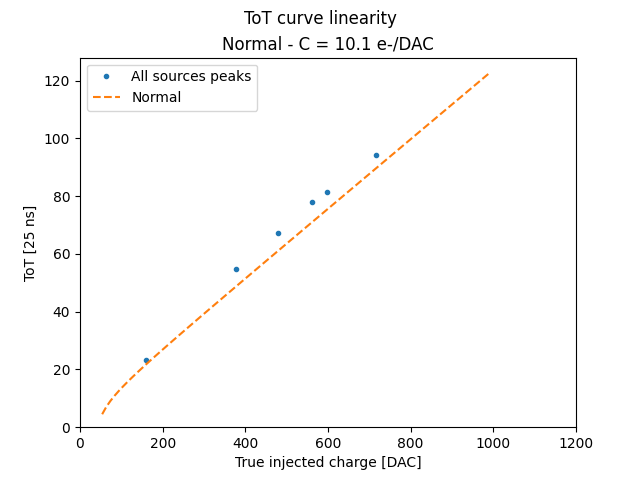 ToT curve linearity
Normal - C = 10.1 e-/DAC
All sources peaks
Normal
ToT [25 ns]
120
100
80
60
40
20
0
0 200 400 600 800 1000 1200
True injected charge [DAC]